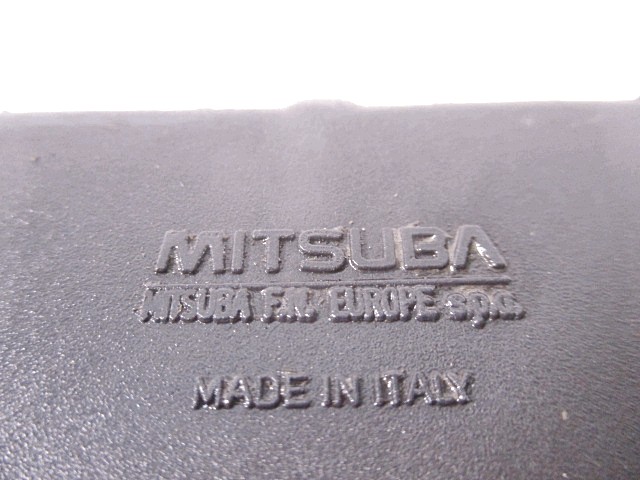 MITSUBA
MITSUBA F.N. EUROPE s.p.a.
MADE IN ITALY